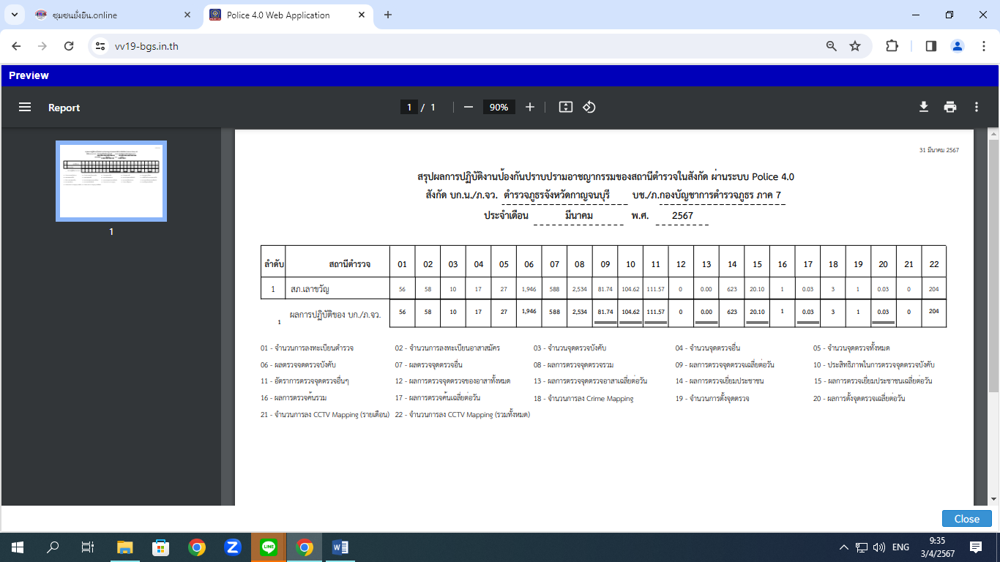 ชุมชนยั่งยืน.online
Police 4.0 Web Application
vv19-bgs.in.th
Preview
Report
1 / 1
90%
1
31 มีนาคม 2567
สรุปผลการปฏิบัติงานป้องกันปราบปรามอาชญากรรมของสถานีตำรวจในสังกัด ผ่านระบบ Police 4.0
สังกัด บก.น./ภ.จว. ตำรวจภูธรจังหวัดกาญจนบุรี บช./ภ.กองบัญชาการตำรวจภูธร ภาค 7
ประจำเดือน มีนาคม พ.ศ. 2567
ลำดับ สถานีตำรวจ 01 02 03 04 05 06 07 08 09 10 11 12 13 14 15 16 17 18 19 20 21 22
1 สภ.เลาขวัญ 56 58 10 17 27 1,946 588 2,534 81.74 104.62 111.57 0 0.00 623 20.10 1 0.03 3 1 0.03 0 204
1 ผลการปฏิบัติของ บก./ภ.จว. 56 58 10 17 27 1,946 588 2,534 81.74 104.62 111.57 0 0.00 623 20.10 1 0.03 3 1 0.03 0 204
01 - จำนวนการลงทะเบียนตำรวจ 02 - จำนวนการลงทะเบียนอาสาสมัคร 03 - จำนวนจุดตรวจบังคับ 04 - จำนวนจุดตรวจอื่น 05 - จำนวนจุดตรวจทั้งหมด
06 - ผลตรวจจดตรวจบังคับ 07 - ผลตรวจจุดตรวจอื่น 08 - ผลการตรวจจุดตรวจรวม 09 - ผลการตรวจจุดตรวจเฉลี่ยต่อวัน 10 - ประสิทธิภาพในการตรวจจุดตรวจบังคับ
11 - อัตราการตรวจจุดตรวจอื่นๆ 12 - ผลการตรวจจุดตรวจของอาสาทั้งหมด 13 - ผลการตรวจจุดตรวจอาสาเฉลี่ยต่อวัน 14 - ผลการตรวจเยี่ยมประชาชน 15 - ผลการตรวจเยี่ยมประชาชนเฉลี่ยต่อวัน
16 - ผลการตรวจค้นรวม 17 - ผลการตรวจค้นเฉลี่ยต่อวัน 18 - จำนวนการลง Crime Mapping 19 - จำนวนการตั้งจุดตรวจ 20 - ผลการตั้งจุดตรวจเฉลี่ยต่อวัน
21 - จำนวนการลง CCTV Mapping (รายเดือน) 22 - จำนวนการลง CCTV Mapping (รวมทั้งหมด)
Close
ENG
9:35
3/4/2567